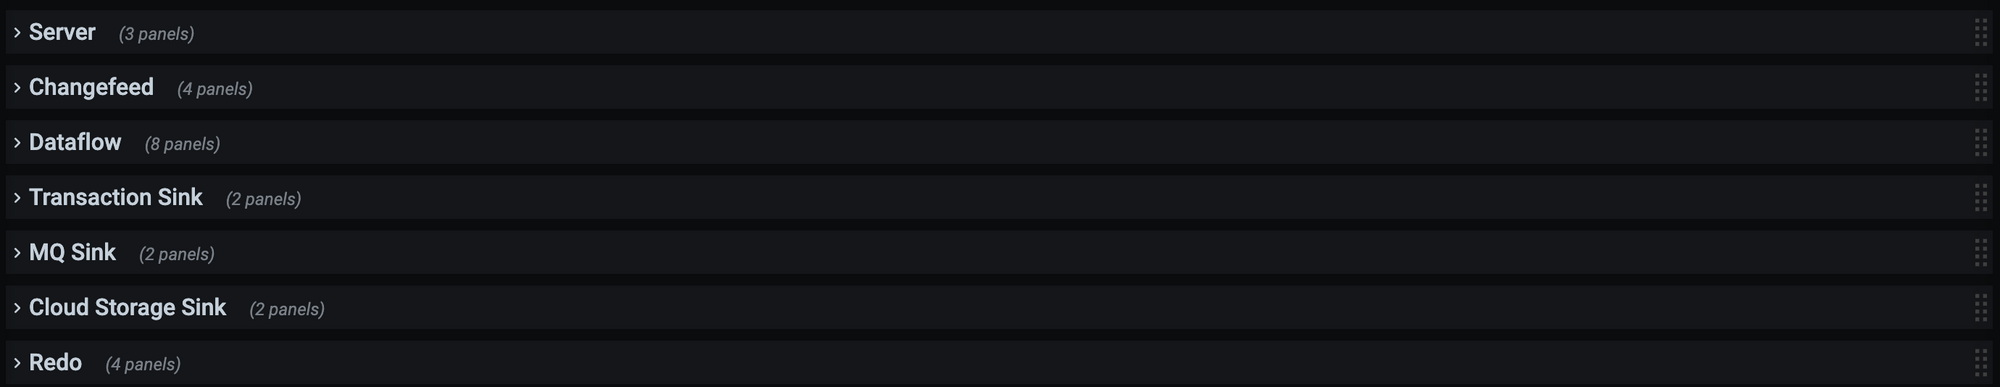 Server (3 panels)
Changefeed (4 panels)
Dataflow (8 panels)
Transaction Sink (2 panels)
MQ Sink (2 panels)
Cloud Storage Sink (2 panels)
Redo (4 panels)